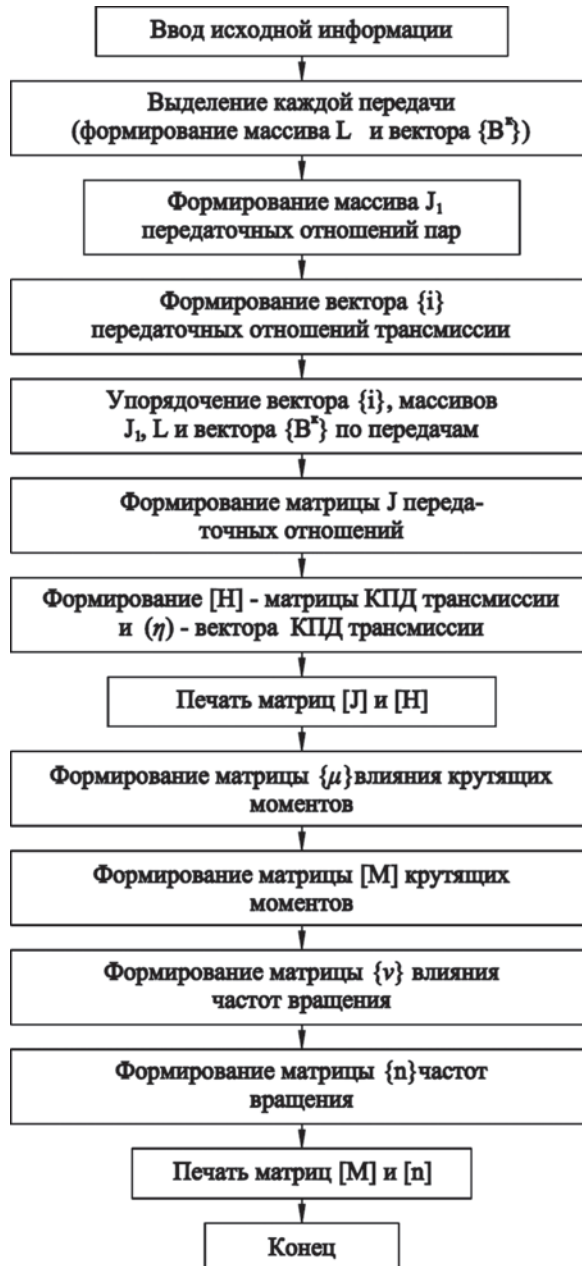 Ввод исходной информации
Выделение каждой передачи
(формирование массива L и вектора {Bᶻ})
Формирование массива J₁
передаточных отношений пар
Формирование вектора {i}
передаточных отношений трансмиссии
Упорядочение вектора {i}, массивов
J₁, L и вектора {Bᶻ} по передачам
Формирование матрицы J переда-
точных отношений
Формирование [H] - матрицы КПД трансмиссии
и (η) - вектора КПД трансмиссии
Печать матриц [J] и [H]
Формирование матрицы {μ}влияния крутящих
моментов
Формирование матрицы [M] крутящих
моментов
Формирование матрицы {ν} влияния
частот вращения
Формирование матрицы {n}частот
вращения
Печать матриц [M] и [n]
Конец